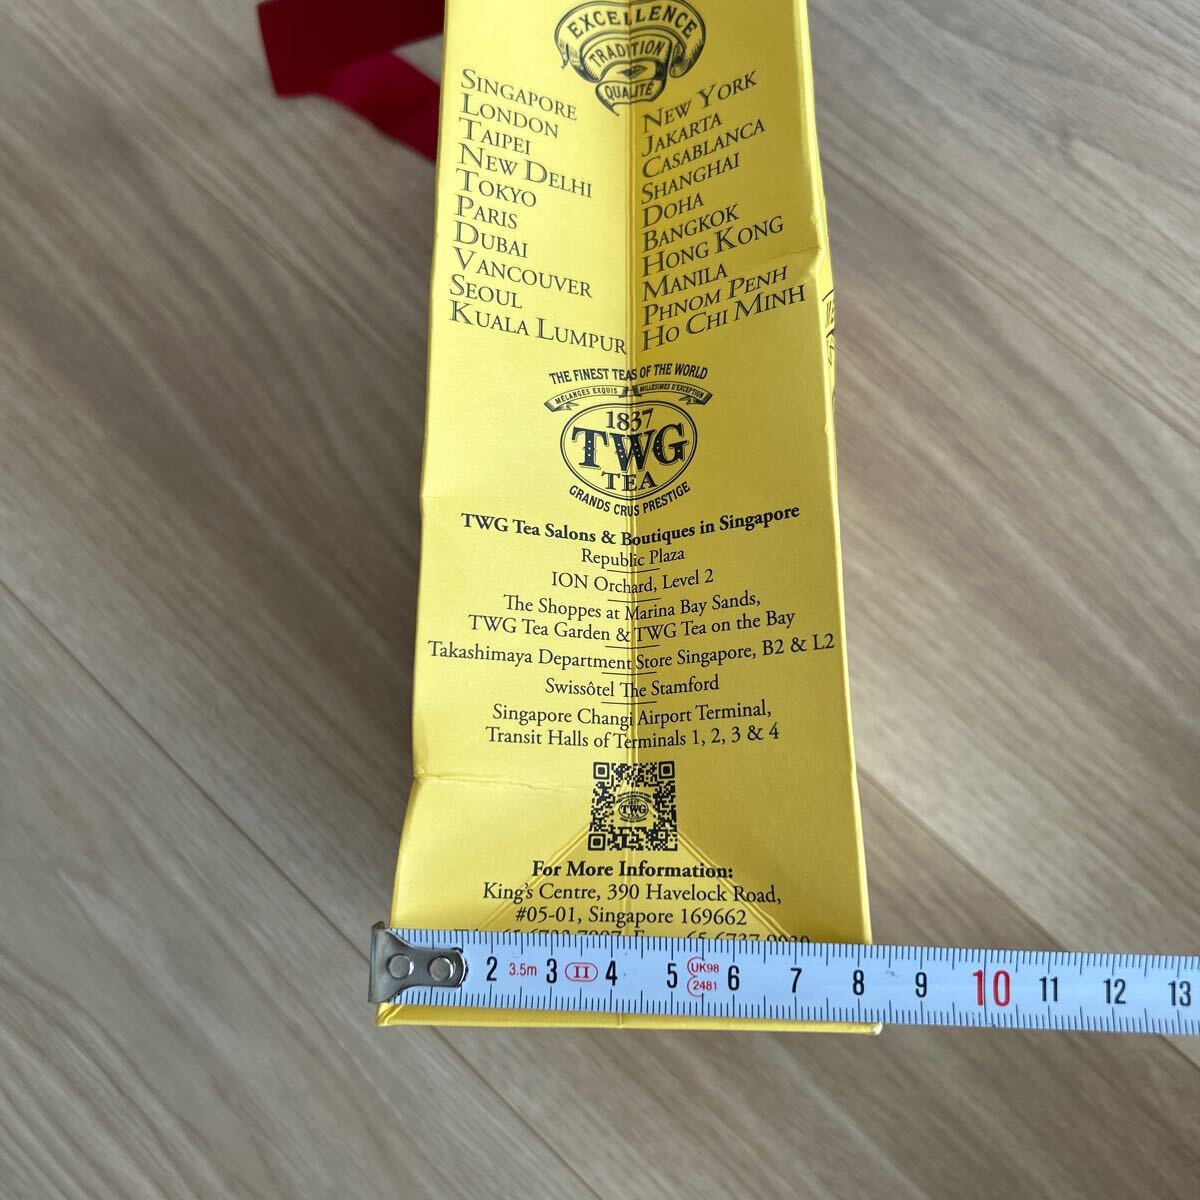 EXCELLENCE
TRADITION
QUALITÉ
SINGAPORE
LONDON
TAIPEI
NEW DELHI
TOKYO
PARIS
DUBAI
VANCOUVER
SEOUL
KUALA LUMPUR
NEW YORK
JAKARTA
CASABLANCA
SHANGHAI
DOHA
BANGKOK
HONG KONG
MANILA
PHNOM PENH
HO CHI MINH
THE FINEST TEAS OF THE WORLD
MÉLANGES EXQUIS MILLÉSIMES D'EXCEPTION
1837
TWG
TEA
GRANDS CRUS PRESTIGE
TWG Tea Salons & Boutiques in Singapore
Republic Plaza
ION Orchard, Level 2
The Shoppes at Marina Bay Sands,
TWG Tea Garden & TWG Tea on the Bay
Takashimaya Department Store Singapore, B2 & L2
Swissôtel The Stamford
Singapore Changi Airport Terminal,
Transit Halls of Terminals 1, 2, 3 & 4
TWG
For More Information:
King's Centre, 390 Havelock Road,
#05-01, Singapore 169662
2 3.5m 3 II 4 5 UK98 2481 6 7 8 9 10 11 12 13